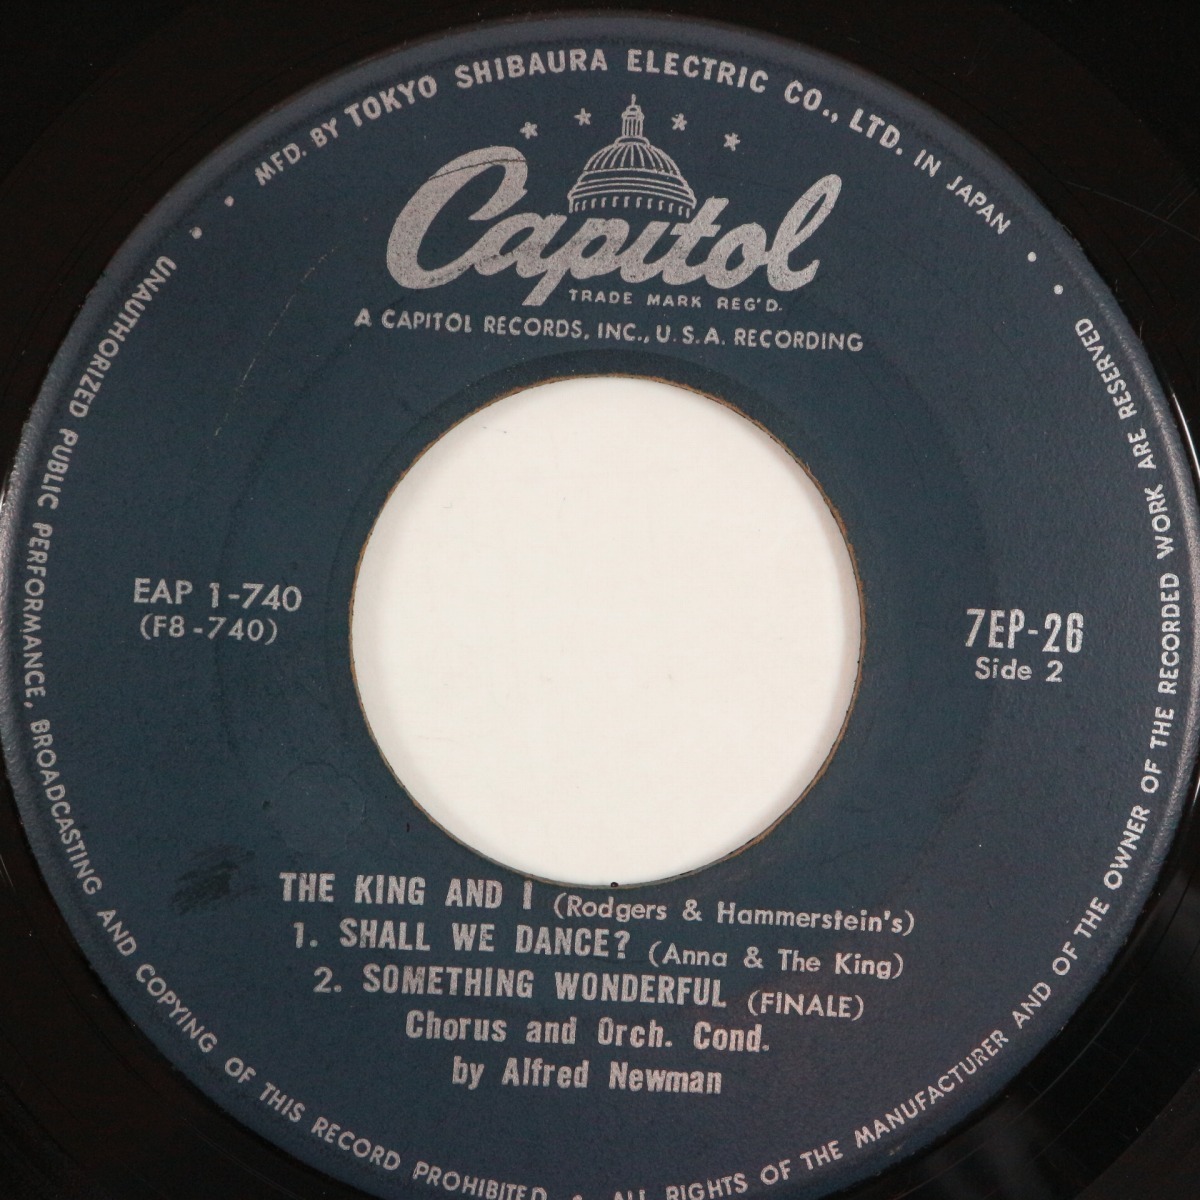 MFD. BY TOKYO SHIBAURA ELECTRIC CO., LTD. IN JAPAN
Capitol
TRADE MARK REG'D.
A CAPITOL RECORDS, INC., U.S.A. RECORDING
EAP 1-740
(F8-740)
7EP-26
Side 2
THE KING AND I (Rodgers & Hammerstein's)
1. SHALL WE DANCE? (Anna & The King)
2. SOMETHING WONDERFUL (FINALE)
Chorus and Orch. Cond.
by Alfred Newman
UNAUTHORIZED PUBLIC PERFORMANCE, BROADCASTING AND COPYING OF THIS RECORD PROHIBITED • ALL RIGHTS OF THE MANUFACTURER AND OF THE OWNER OF THE RECORDED WORK ARE RESERVED